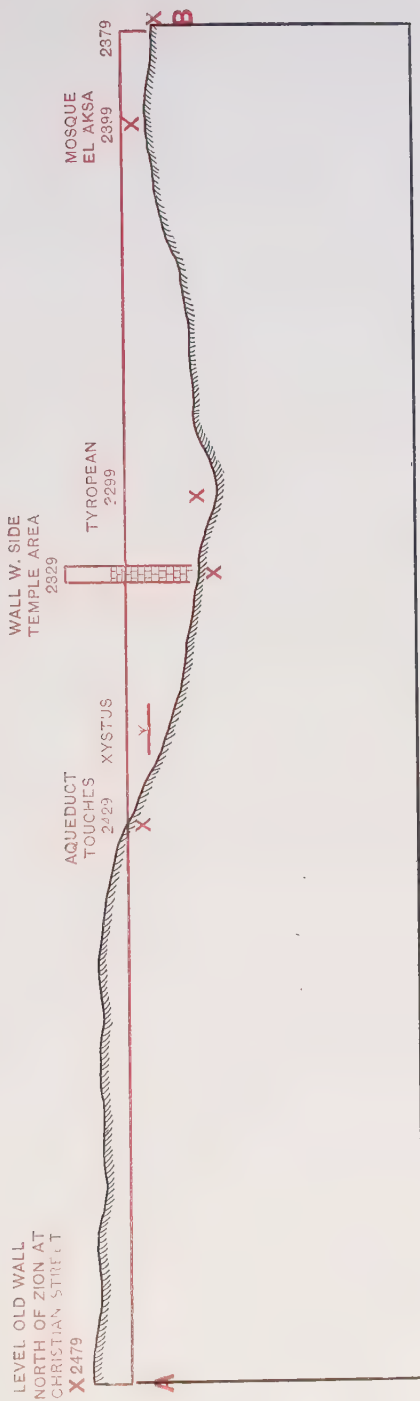 LEVEL OLD WALL
NORTH OF ZION AT
CHRISTIAN STREET
X 2479
A
AQUEDUCT
TOUCHES
2429
X
XYSTUS
Y
WALL W. SIDE
TEMPLE AREA
2329
X
TYROPEAN
2299
X
MOSQUE
EL AKSA
2399
X
2379
X
B